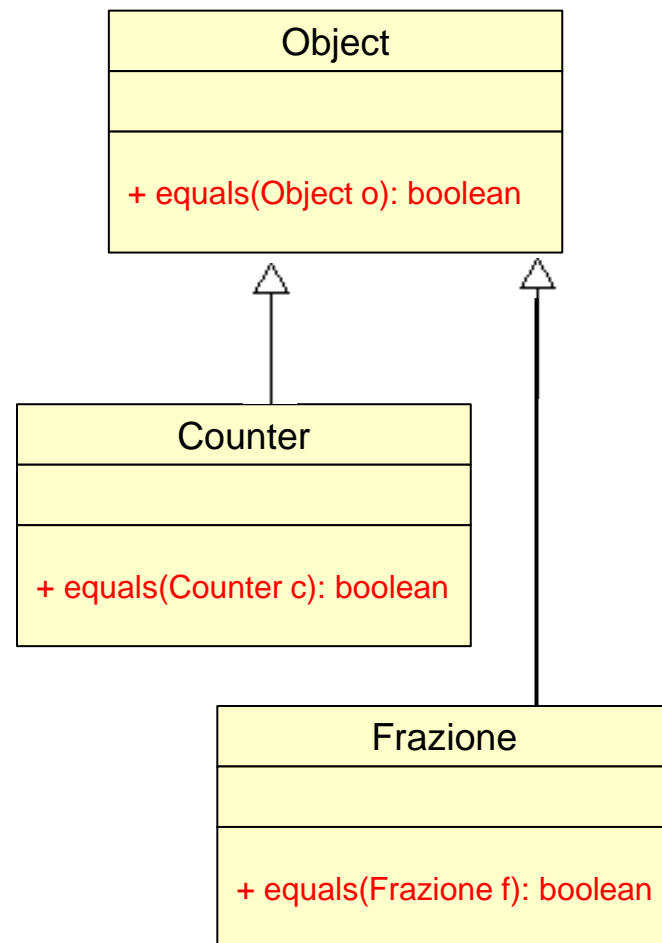 Object
+ equals(Object o): boolean
Counter
+ equals(Counter c): boolean
Frazione
+ equals(Frazione f): boolean